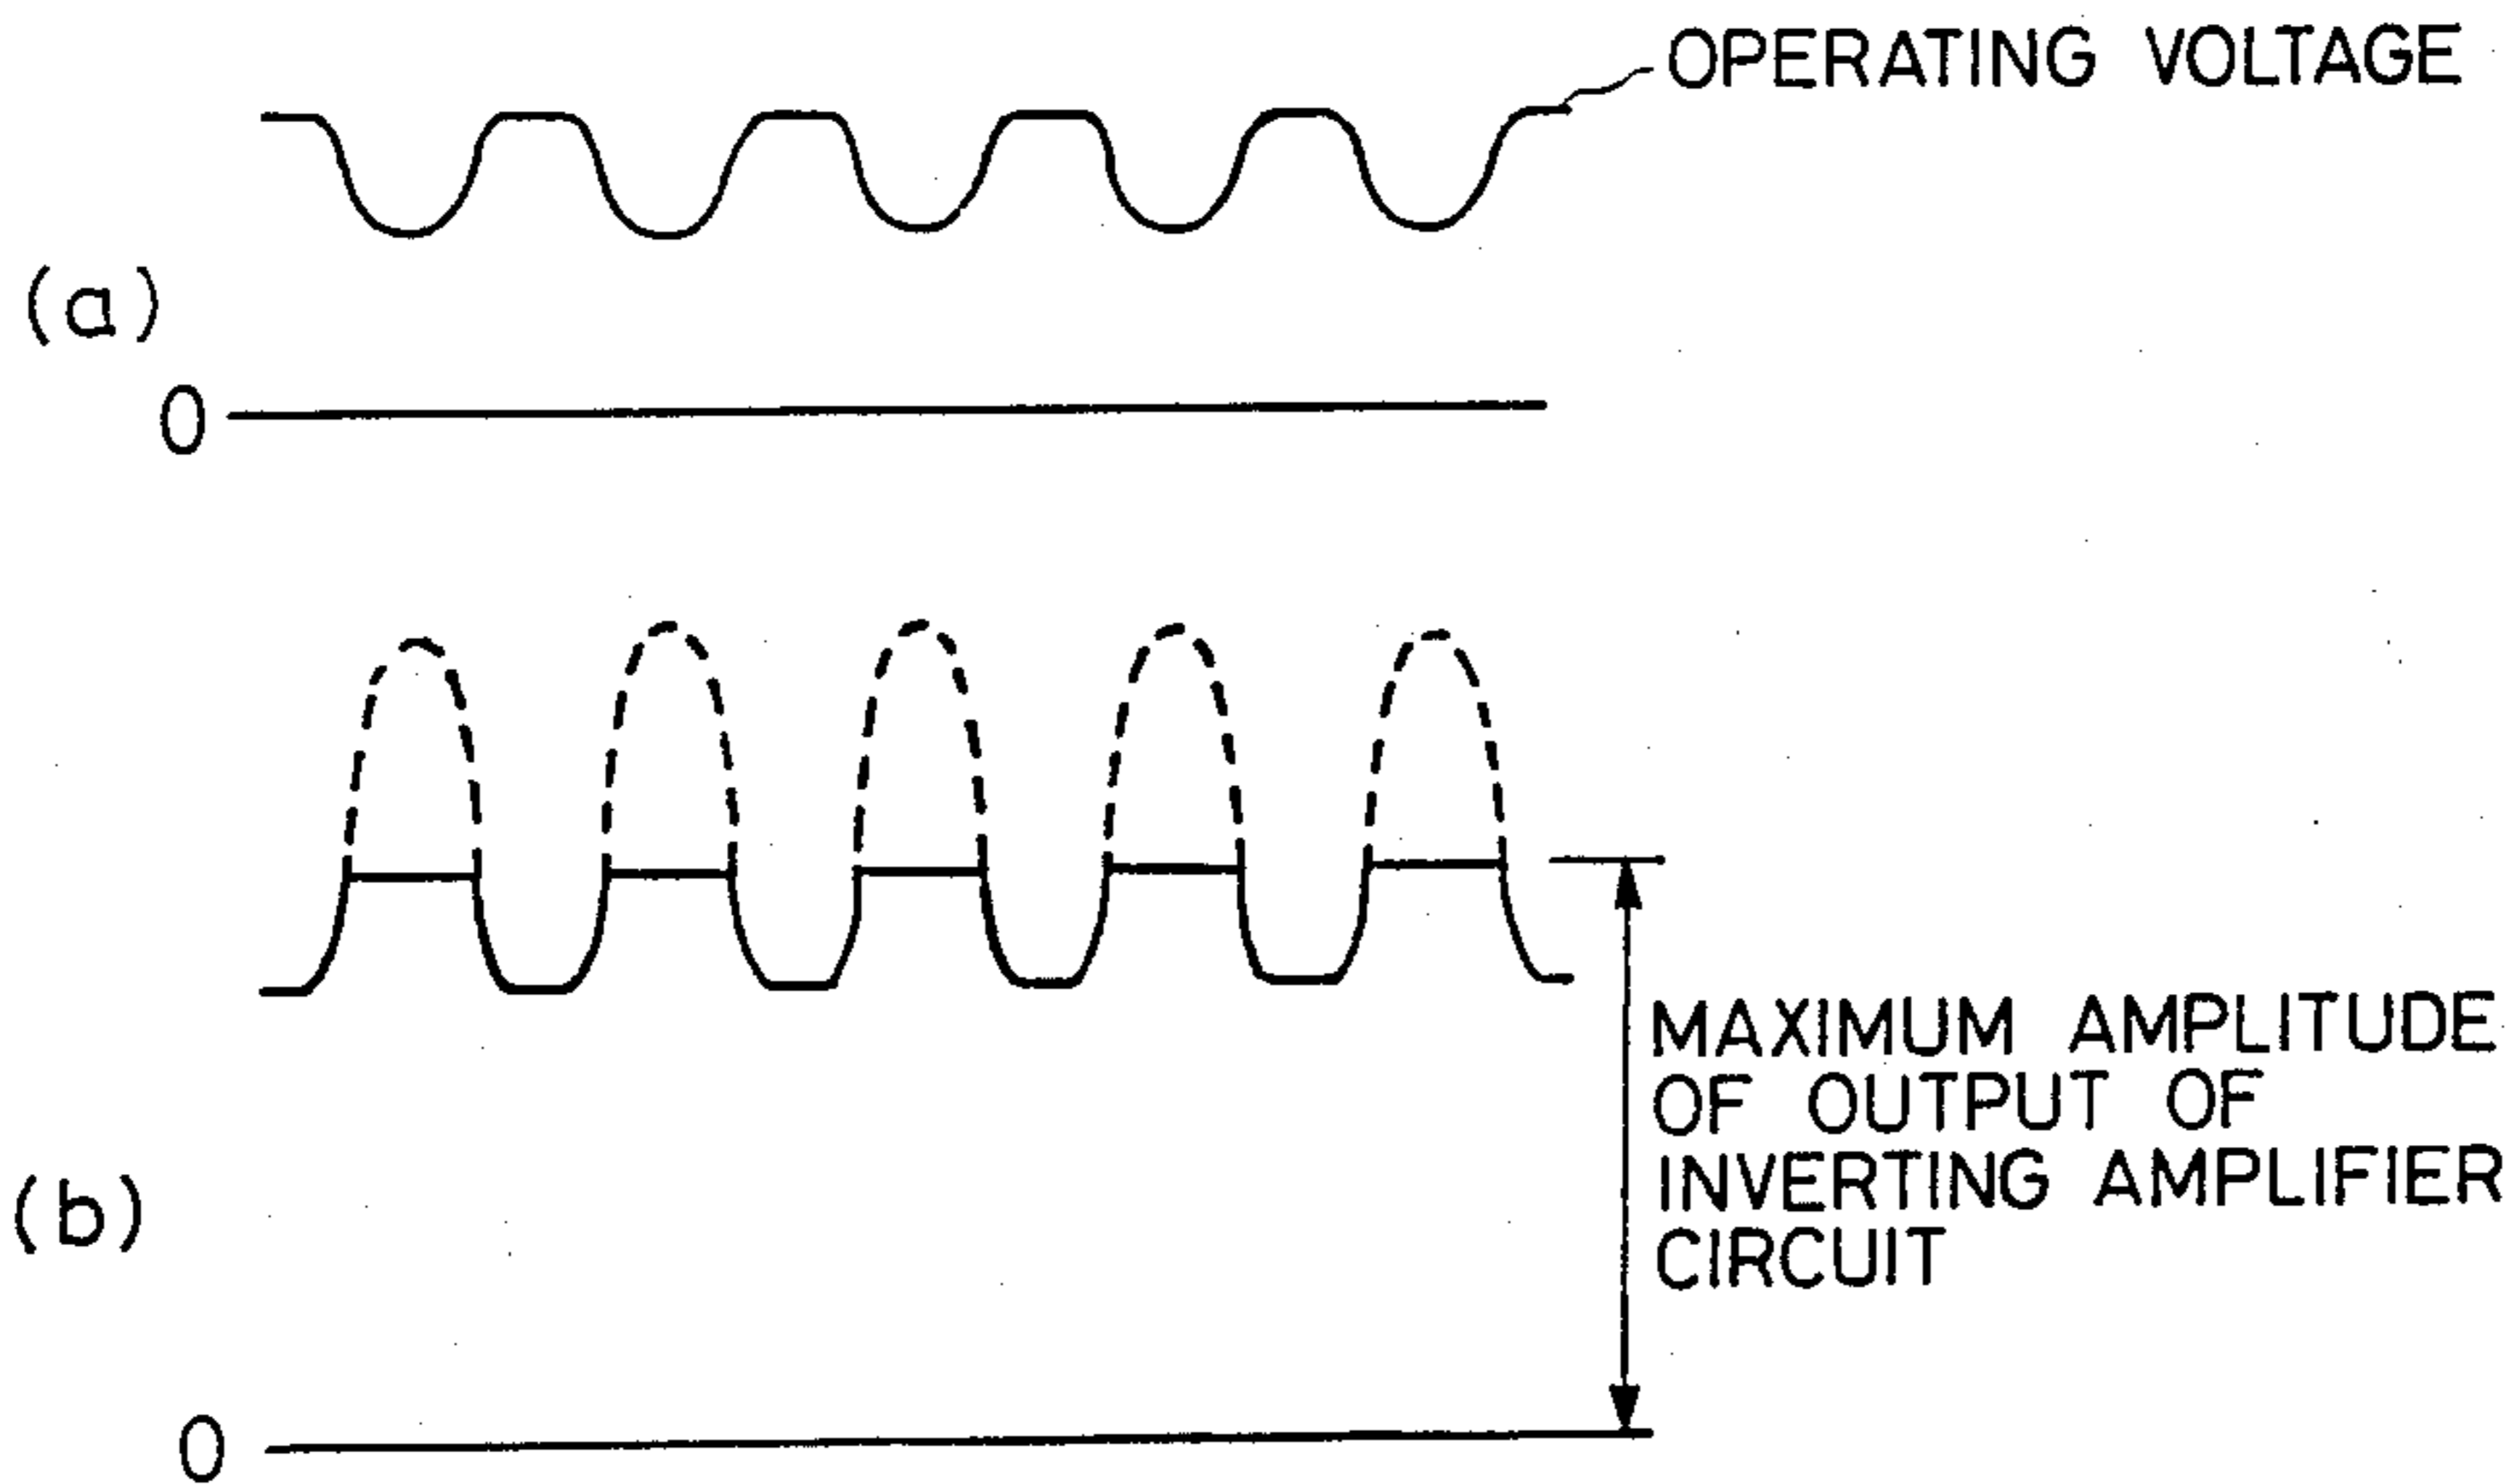 OPERATING VOLTAGE
(a)
0
(b)
MAXIMUM AMPLITUDE
OF OUTPUT OF
INVERTING AMPLIFIER
CIRCUIT
0